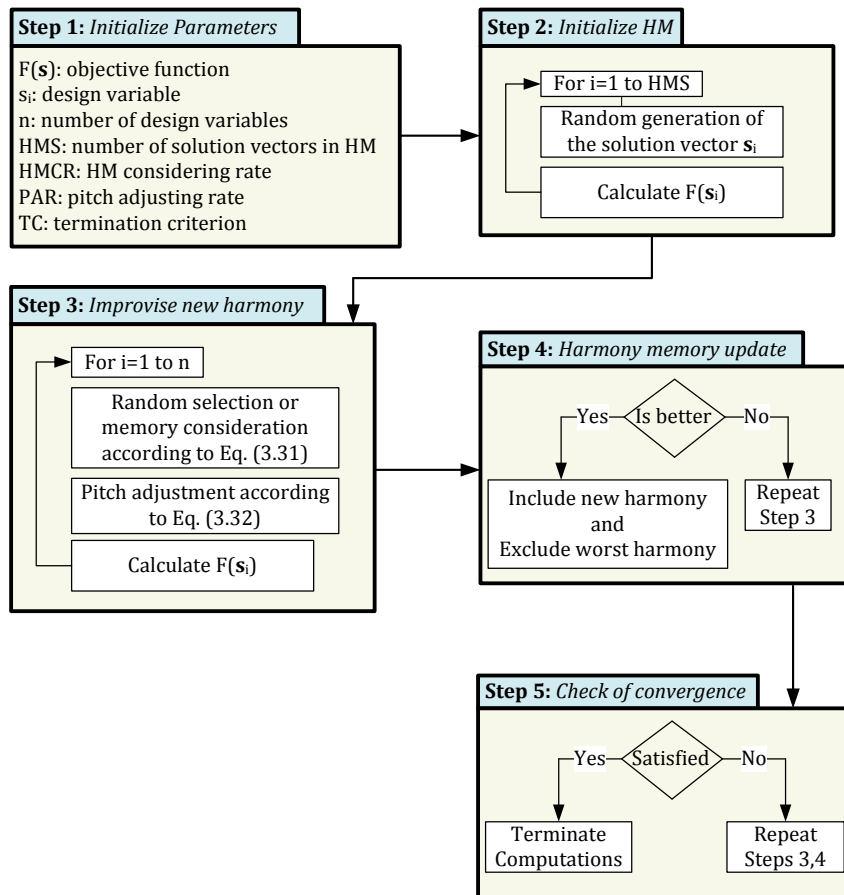 Step 1: Initialize Parameters
F(s): objective function
si: design variable
n: number of design variables
HMS: number of solution vectors in HM
HMCR: HM considering rate
PAR: pitch adjusting rate
TC: termination criterion
Step 2: Initialize HM
For i=1 to HMS
Random generation of
the solution vector si
Calculate F(si)
Step 3: Improvise new harmony
For i=1 to n
Random selection or
memory consideration
according to Eq. (3.31)
Pitch adjustment according
to Eq. (3.32)
Calculate F(si)
Step 4: Harmony memory update
Yes
Is better
No
Include new harmony
and
Exclude worst harmony
Repeat
Step 3
Step 5: Check of convergence
Yes
Satisfied
No
Terminate
Computations
Repeat
Steps 3,4